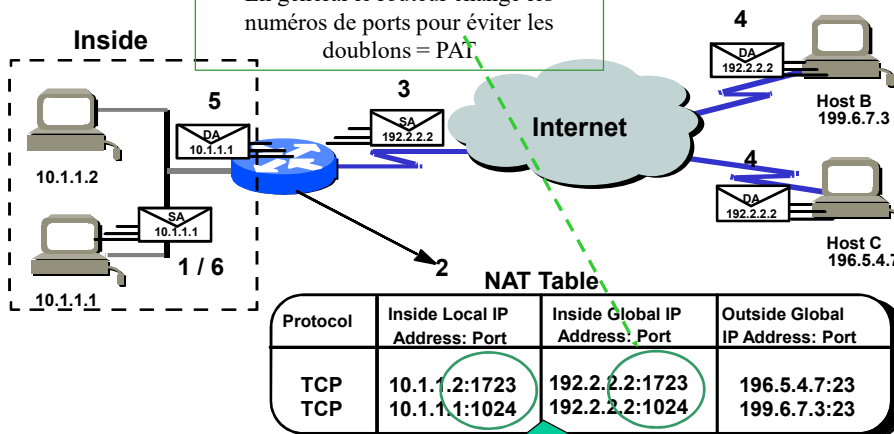 numéros de ports pour éviter les
doublons = PAT
Inside
4
DA
192.2.2.2
Host B
199.6.7.3
5
3
DA
10.1.1.1
SA
192.2.2.2
Internet
10.1.1.2
4
DA
192.2.2.2
SA
10.1.1.1
Host C
196.5.4.7
1 / 6
2
10.1.1.1
NAT Table
Protocol
Inside Local IP
Address: Port
Inside Global IP
Address: Port
Outside Global
IP Address: Port
TCP 10.1.1.2:1723 192.2.2.2:1723 196.5.4.7:23
TCP 10.1.1.1:1024 192.2.2.2:1024 199.6.7.3:23